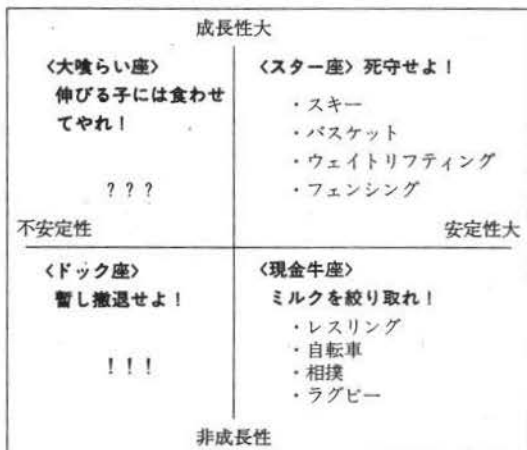 成長性大
〈大喰らい座〉
伸びる子には食わせ
てやれ！
？？？
〈スター座〉死守せよ！
・スキー
・バスケット
・ウェイトリフティング
・フェンシング
不安定性
安定性大
〈ドック座〉
暫し撤退せよ！
！！！
〈現金牛座〉
ミルクを絞り取れ！
・レスリング
・自転車
・相撲
・ラグビー
非成長性